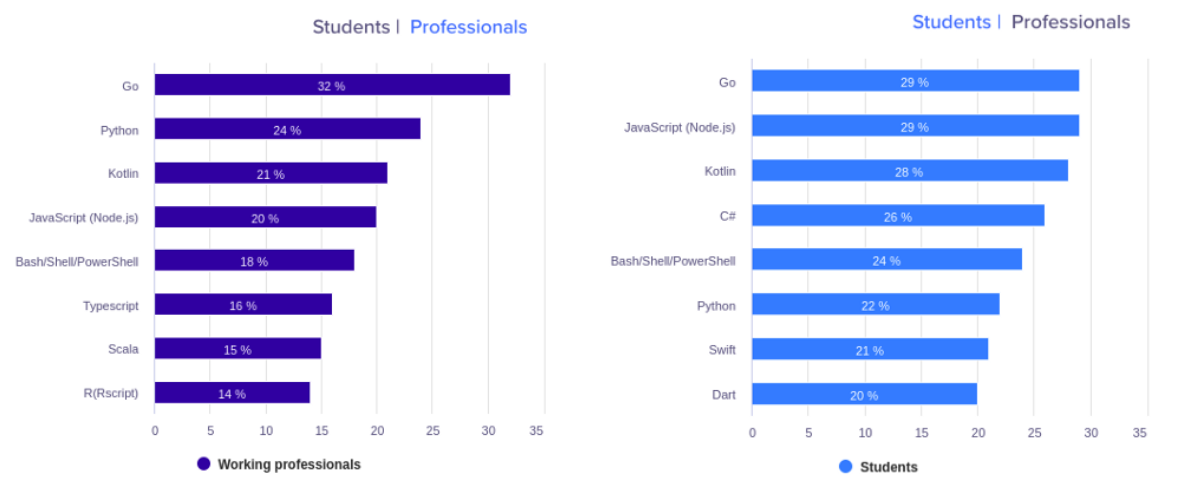 Students | Professionals
Go
32 %
Python
24 %
Kotlin
21 %
JavaScript (Node.js)
20 %
Bash/Shell/PowerShell
18 %
Typescript
16 %
Scala
15 %
R(Rscript)
14 %
0 5 10 15 20 25 30 35
Working professionals
Students | Professionals
Go
29 %
JavaScript (Node.js)
29 %
Kotlin
28 %
C#
26 %
Bash/Shell/PowerShell
24 %
Python
22 %
Swift
21 %
Dart
20 %
0 5 10 15 20 25 30 35
Students